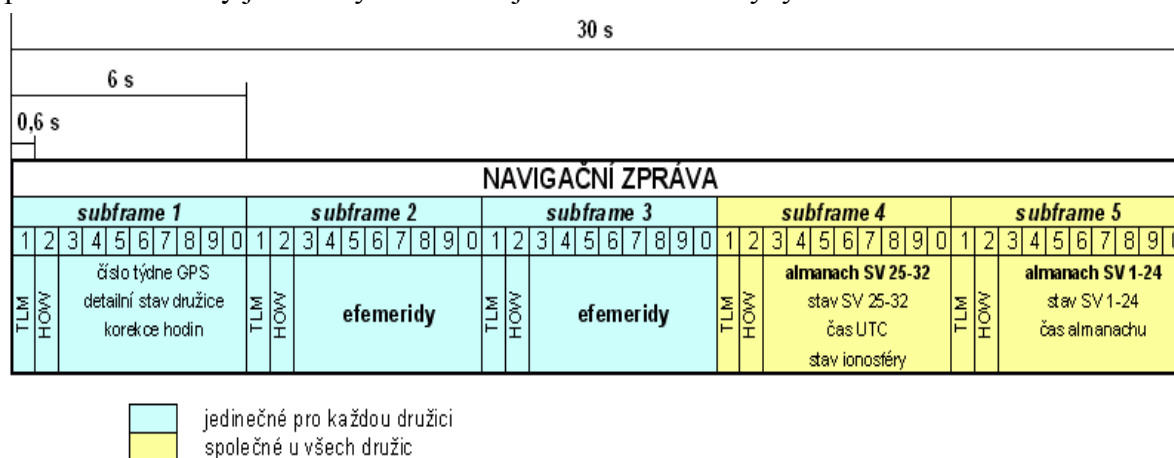 30 s
6 s
0,6 s
NAVIGAČNÍ ZPRÁVA
subframe 1 subframe 2 subframe 3 subframe 4 subframe 5
1 2 3 4 5 6 7 8 9 0 1 2 3 4 5 6 7 8 9 0 1 2 3 4 5 6 7 8 9 0 1 2 3 4 5 6 7 8 9 0 1 2 3 4 5 6 7 8 9
TLM
HOW
číslo týdne GPS
detailní stav družice
korekce hodin
TLM
HOW
efemeridy
TLM
HOW
efemeridy
TLM
HOW
almanach SV 25-32
stav SV 25-32
čas UTC
stav ionosféry
TLM
HOW
almanach SV 1-24
stav SV 1-24
čas almanachu
jedinečné pro každou družici
společné u všech družic